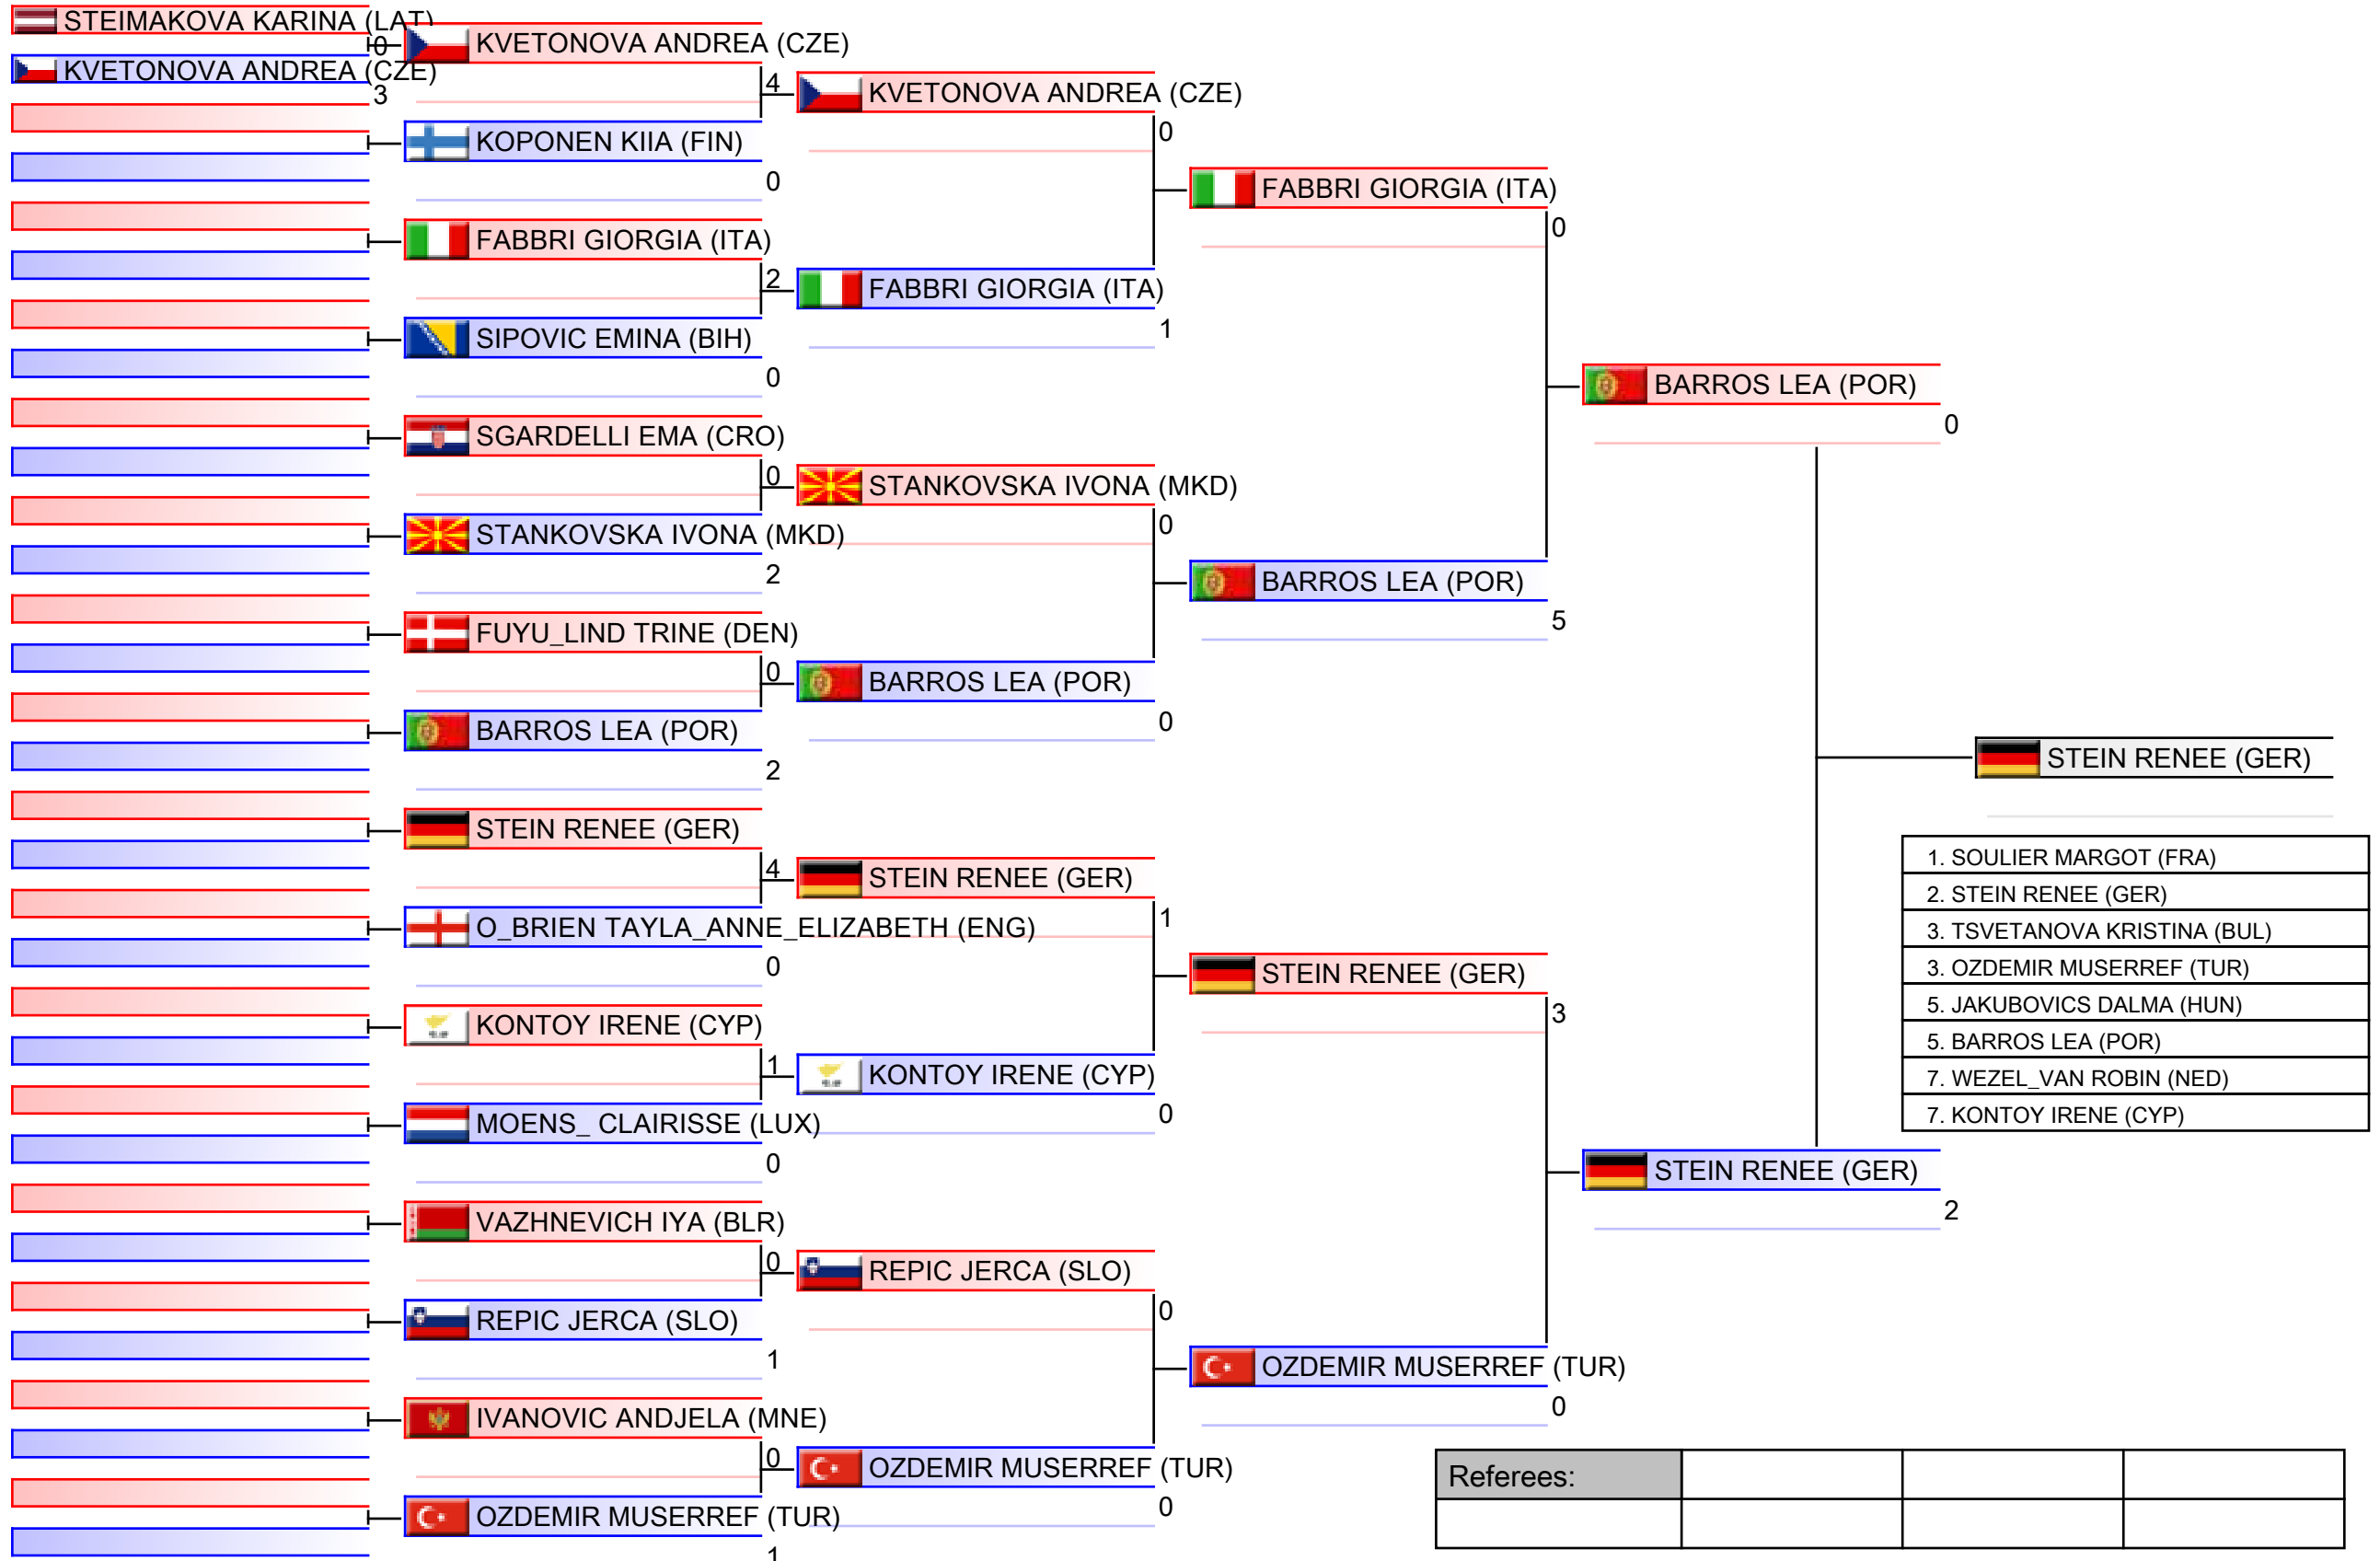 STEIMAKOVA KARINA (LAT)
0
KVETONOVA ANDREA (CZE)
3
KVETONOVA ANDREA (CZE)
4
KOPONEN KIIA (FIN)
0
FABBRI GIORGIA (ITA)
2
SIPOVIC EMINA (BIH)
0
SGARDELLI EMA (CRO)
0
STANKOVSKA IVONA (MKD)
2
FUYU_LIND TRINE (DEN)
0
BARROS LEA (POR)
2
STEIN RENEE (GER)
4
O_BRIEN TAYLA_ANNE_ELIZABETH (ENG)
0
KONTOY IRENE (CYP)
1
MOENS_ CLAIRISSE (LUX)
0
VAZHNEVICH IYA (BLR)
0
REPIC JERCA (SLO)
1
IVANOVIC ANDJELA (MNE)
0
OZDEMIR MUSERREF (TUR)
1
KVETONOVA ANDREA (CZE)
0
FABBRI GIORGIA (ITA)
1
STANKOVSKA IVONA (MKD)
0
BARROS LEA (POR)
0
STEIN RENEE (GER)
1
KONTOY IRENE (CYP)
0
REPIC JERCA (SLO)
0
OZDEMIR MUSERREF (TUR)
0
FABBRI GIORGIA (ITA)
0
BARROS LEA (POR)
5
STEIN RENEE (GER)
3
OZDEMIR MUSERREF (TUR)
0
BARROS LEA (POR)
0
STEIN RENEE (GER)
2
STEIN RENEE (GER)
1. SOULIER MARGOT (FRA)
2. STEIN RENEE (GER)
3. TSVETANOVA KRISTINA (BUL)
3. OZDEMIR MUSERREF (TUR)
5. JAKUBOVICS DALMA (HUN)
5. BARROS LEA (POR)
7. WEZEL_VAN ROBIN (NED)
7. KONTOY IRENE (CYP)
Referees: